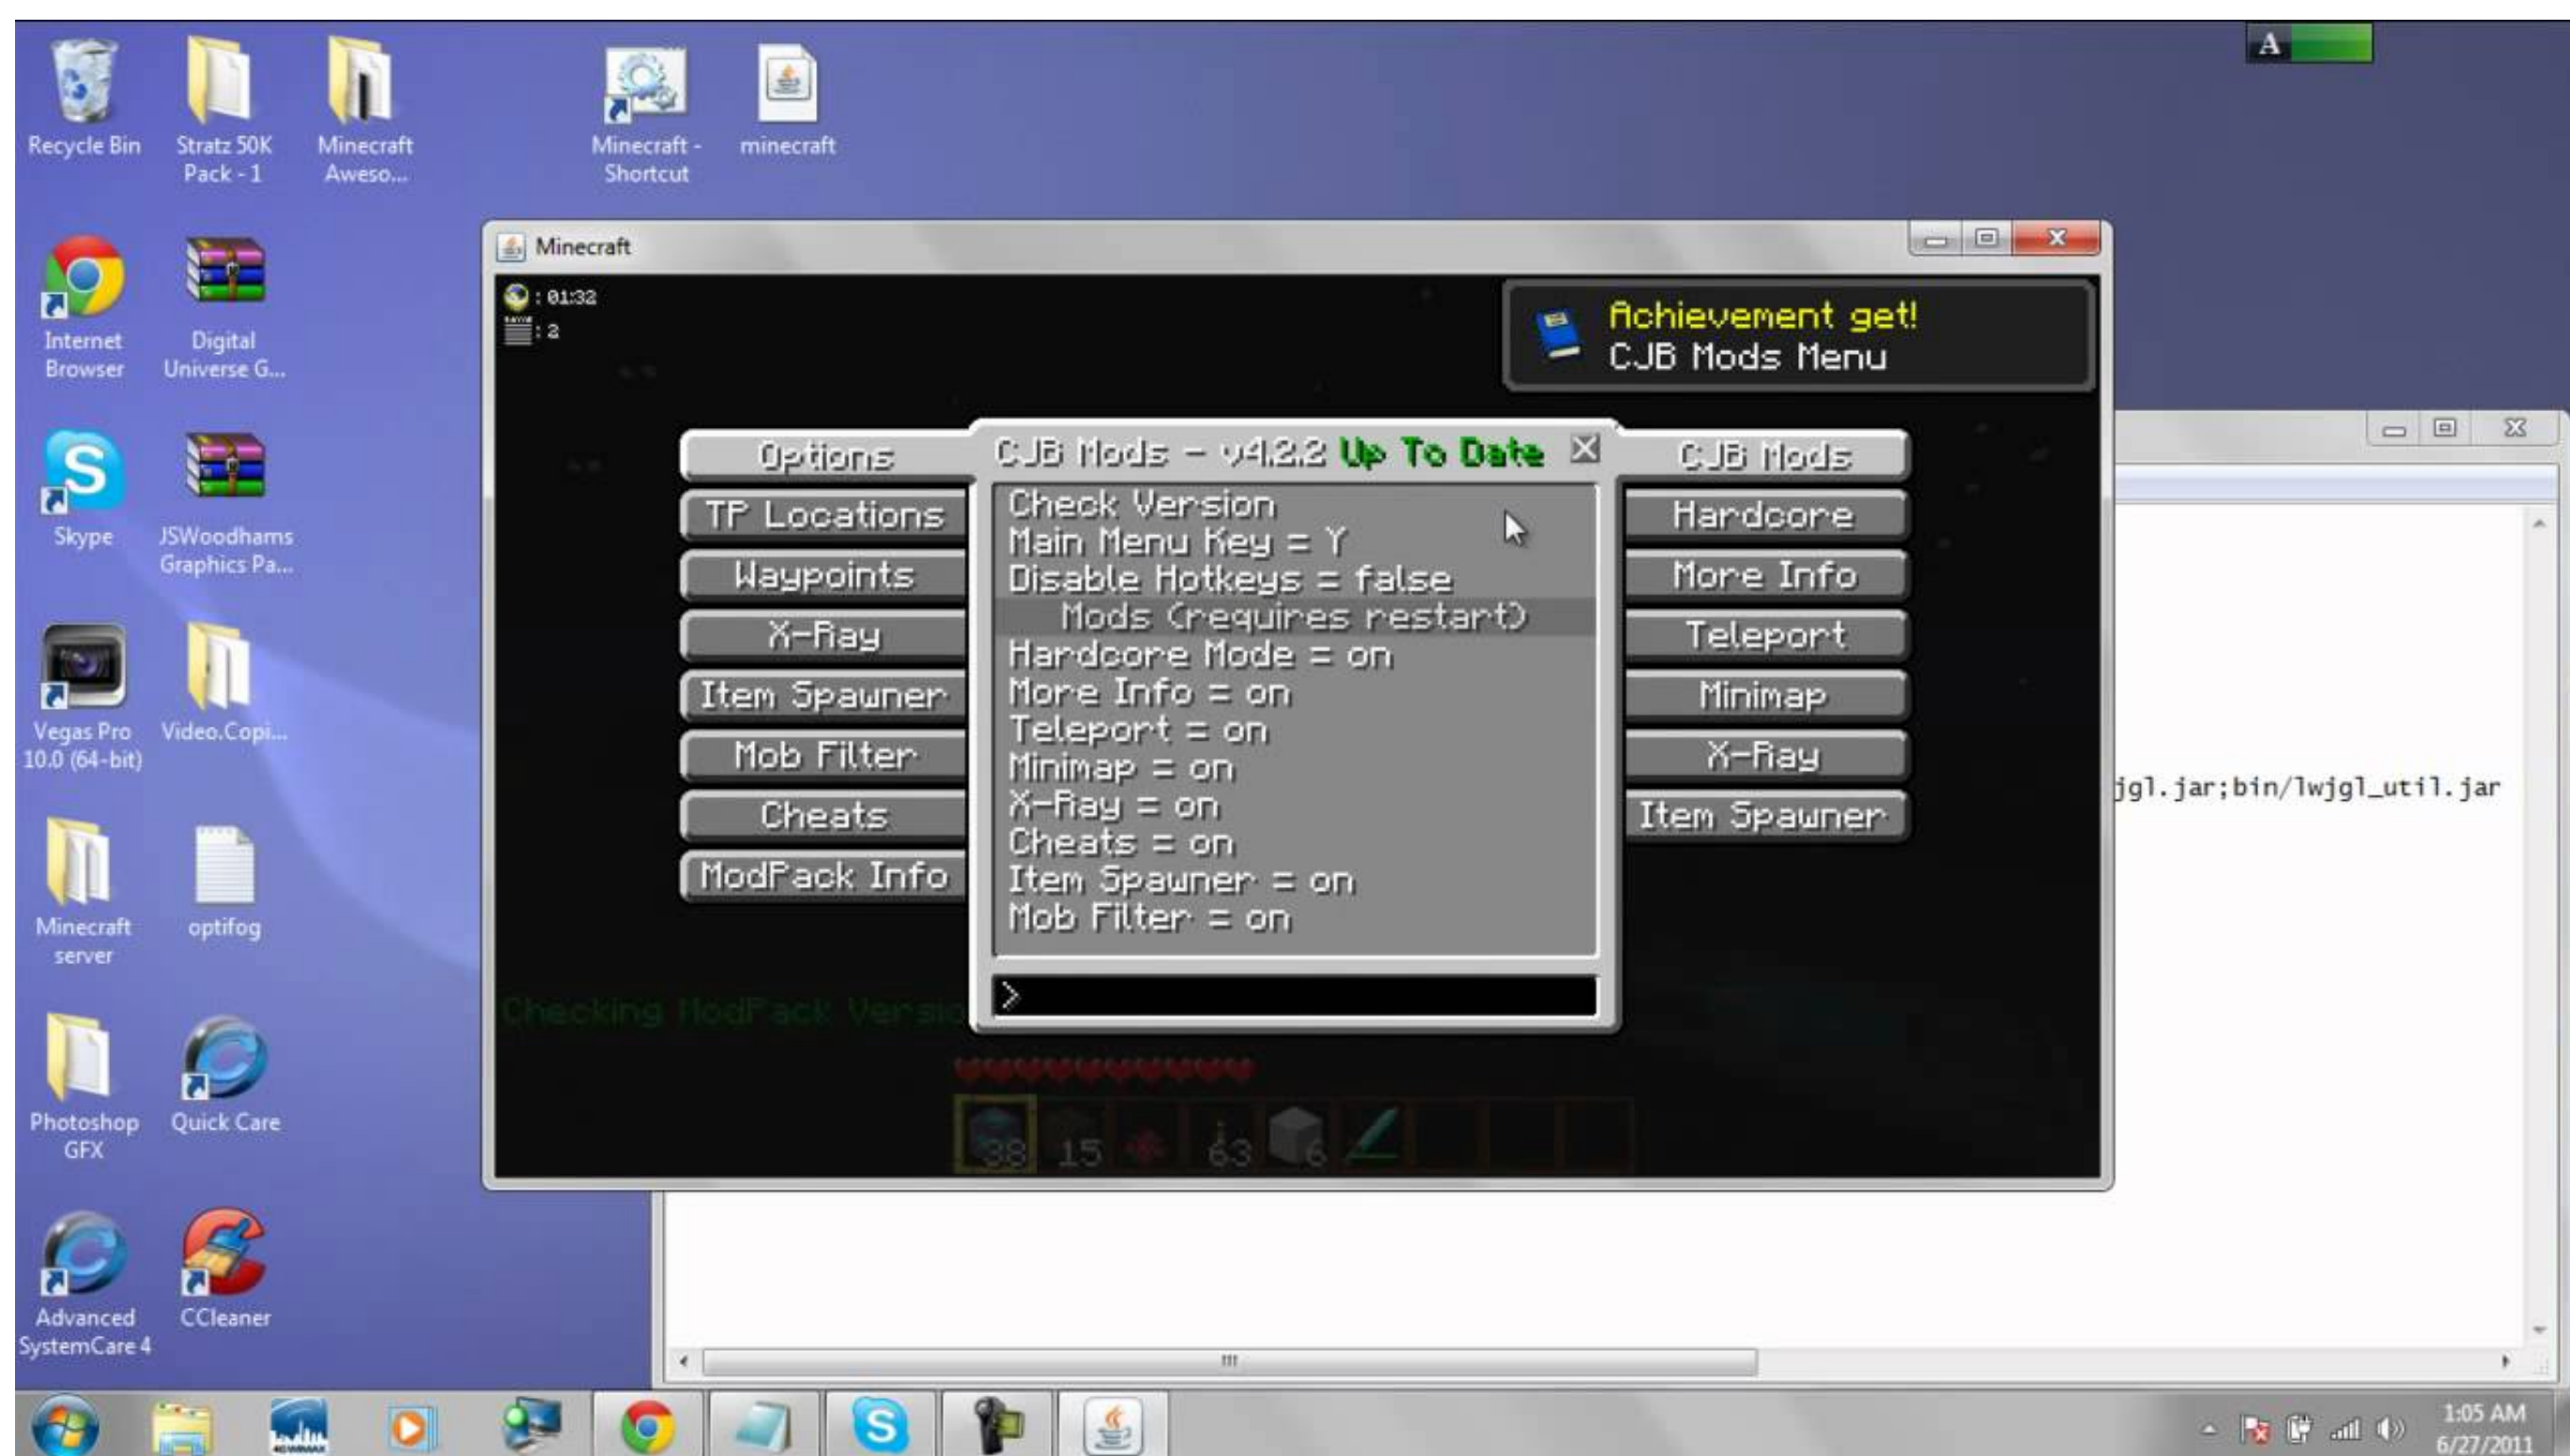 A
Recycle Bin
Stratz 50K
Pack - 1
Minecraft
Aweso...
Minecraft -
Shortcut
minecraft
Internet
Browser
Digital
Universe G...
Skype
JSWoodhams
Graphics Pa...
Vegas Pro
10.0 (64-bit)
Video.Copi...
Minecraft
server
optifog
Photoshop
GFX
Quick Care
Advanced
SystemCare 4
CCleaner
Minecraft
: 01:32
: 2
Achievement get!
CJB Mods Menu
Options
TP Locations
Waypoints
X-Ray
Item Spawner
Mob Filter
Cheats
ModPack Info
CJB Mods - v4.2.2 Up To Date
Check Version
Main Menu Key = Y
Disable Hotkeys = false
Mods (requires restart)
Hardcore Mode = on
More Info = on
Teleport = on
Minimap = on
X-Ray = on
Cheats = on
Item Spawner = on
Mob Filter = on
>
CJB Mods
Hardcore
More Info
Teleport
Minimap
X-Ray
Item Spawner
Checking ModPack Versio
38 15 63 6
jgl.jar;bin/lwjgl_util.jar
1:05 AM
6/27/2011